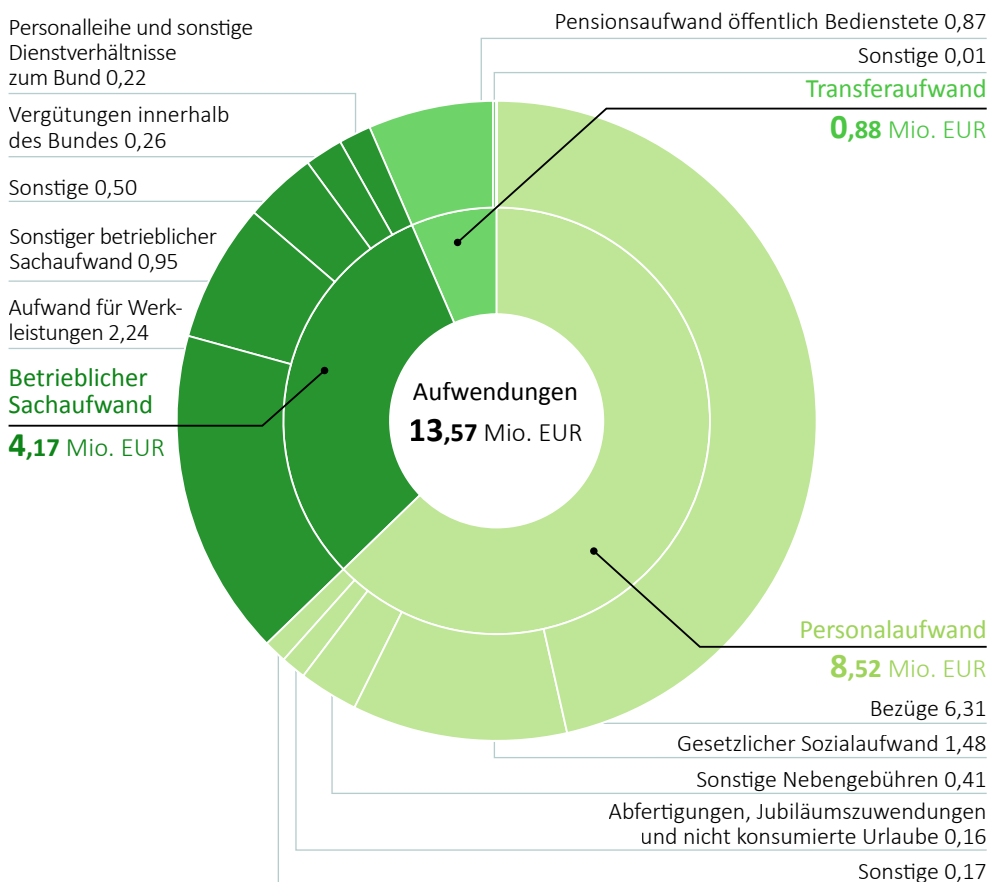 Personalleihe und sonstige
Dienstverhältnisse
zum Bund 0,22
Vergütungen innerhalb
des Bundes 0,26
Sonstige 0,50
Sonstiger betrieblicher
Sachaufwand 0,95
Aufwand für Werk-
leistungen 2,24
Betrieblicher
Sachaufwand
4,17 Mio. EUR
Pensionsaufwand öffentlich Bedienstete 0,87
Sonstige 0,01
Transferaufwand
0,88 Mio. EUR
Aufwendungen
13,57 Mio. EUR
Personalaufwand
8,52 Mio. EUR
Bezüge 6,31
Gesetzlicher Sozialaufwand 1,48
Sonstige Nebengebühren 0,41
Abfertigungen, Jubiläumszuwendungen
und nicht konsumierte Urlaube 0,16
Sonstige 0,17